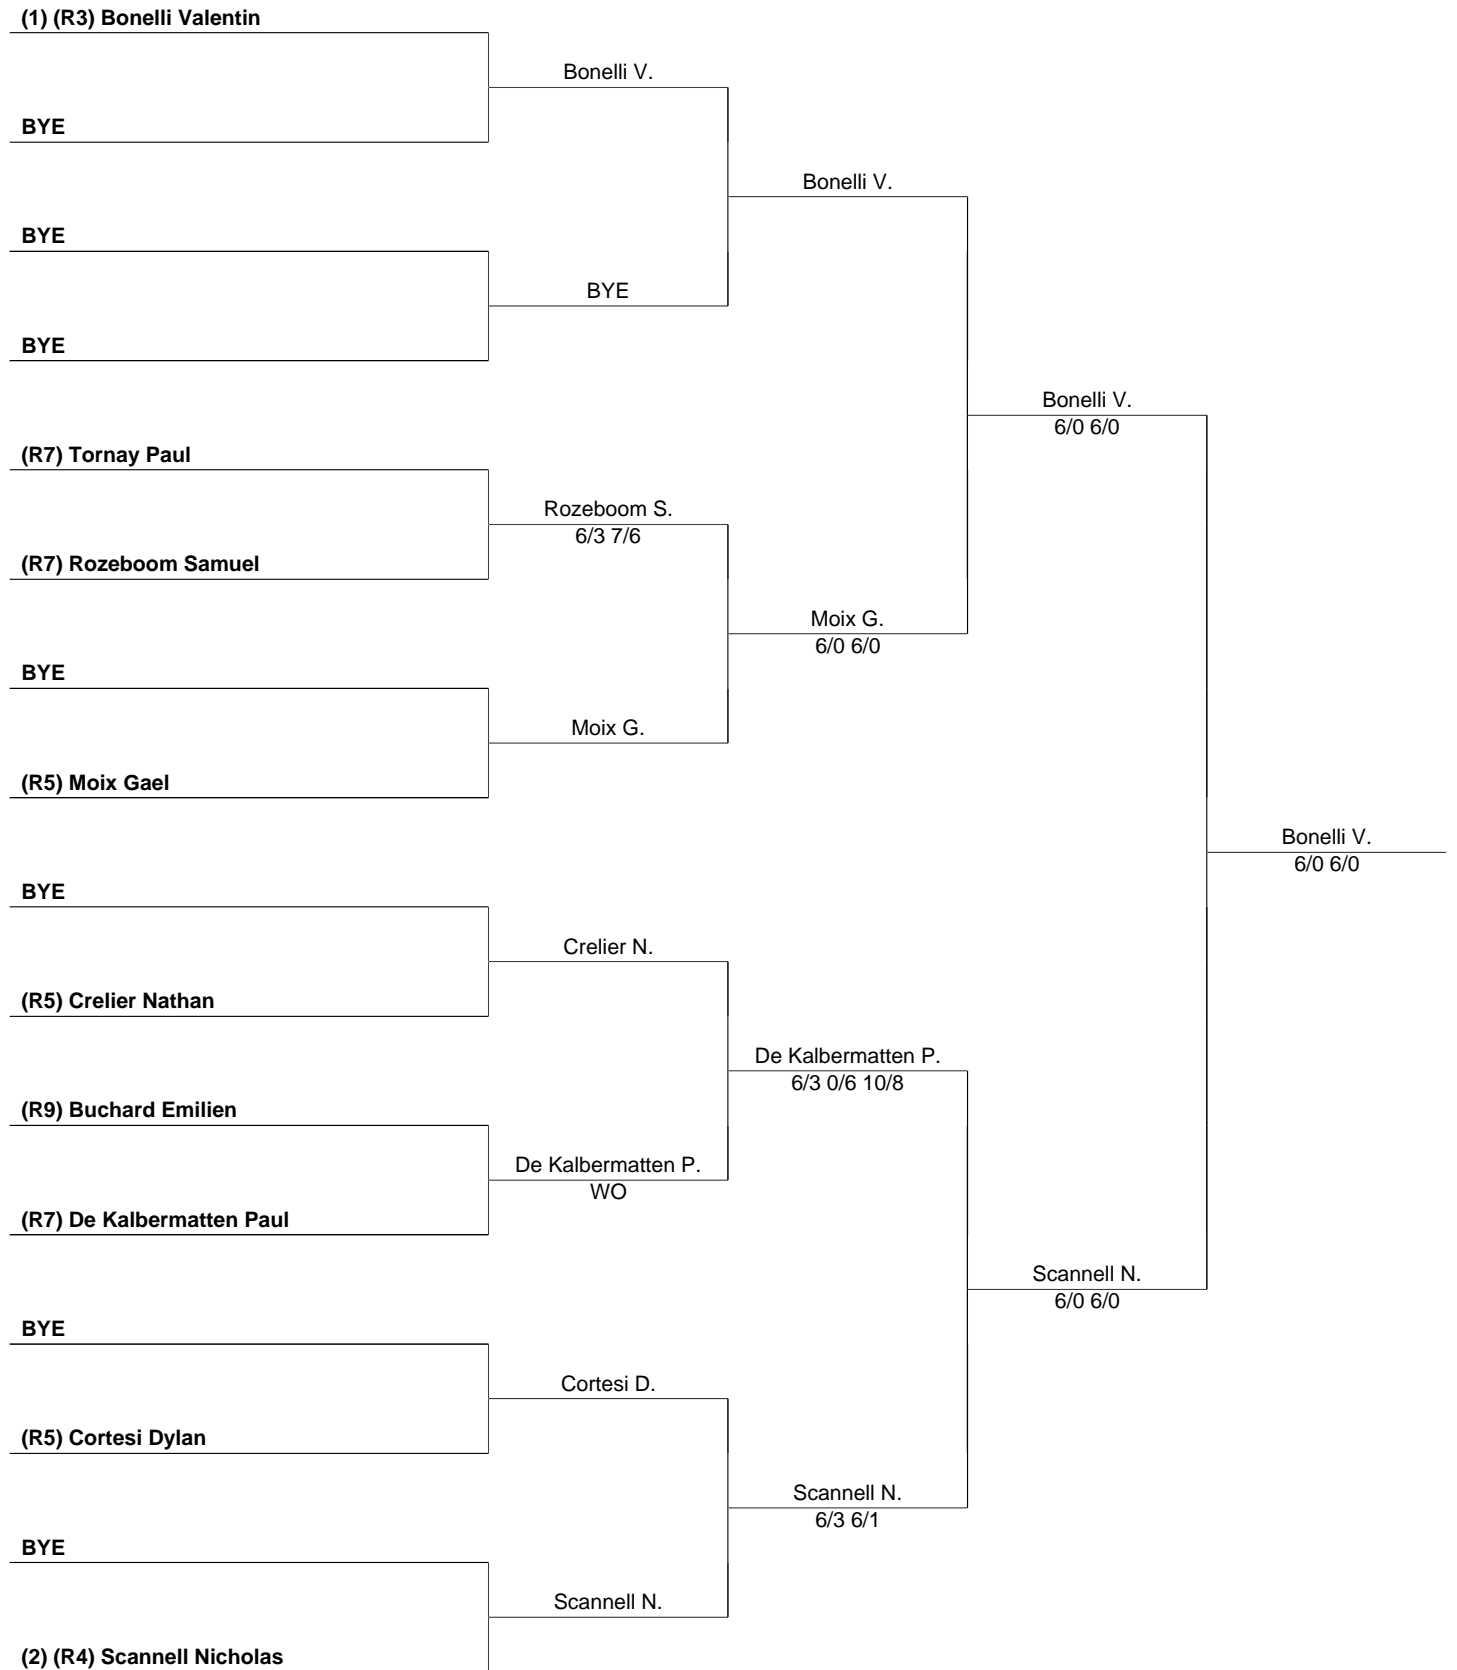 (1) (R3) Bonelli Valentin
Bonelli V.
BYE
Bonelli V.
BYE
BYE
BYE
Bonelli V.
6/0 6/0
(R7) Tornay Paul
Rozeboom S.
6/3 7/6
(R7) Rozeboom Samuel
Moix G.
6/0 6/0
BYE
Moix G.
(R5) Moix Gael
Bonelli V.
6/0 6/0
BYE
Crelier N.
(R5) Crelier Nathan
De Kalbermatten P.
6/3 0/6 10/8
(R9) Buchard Emilien
De Kalbermatten P.
WO
(R7) De Kalbermatten Paul
Scannell N.
6/0 6/0
BYE
Cortesi D.
(R5) Cortesi Dylan
Scannell N.
6/3 6/1
BYE
Scannell N.
(2) (R4) Scannell Nicholas